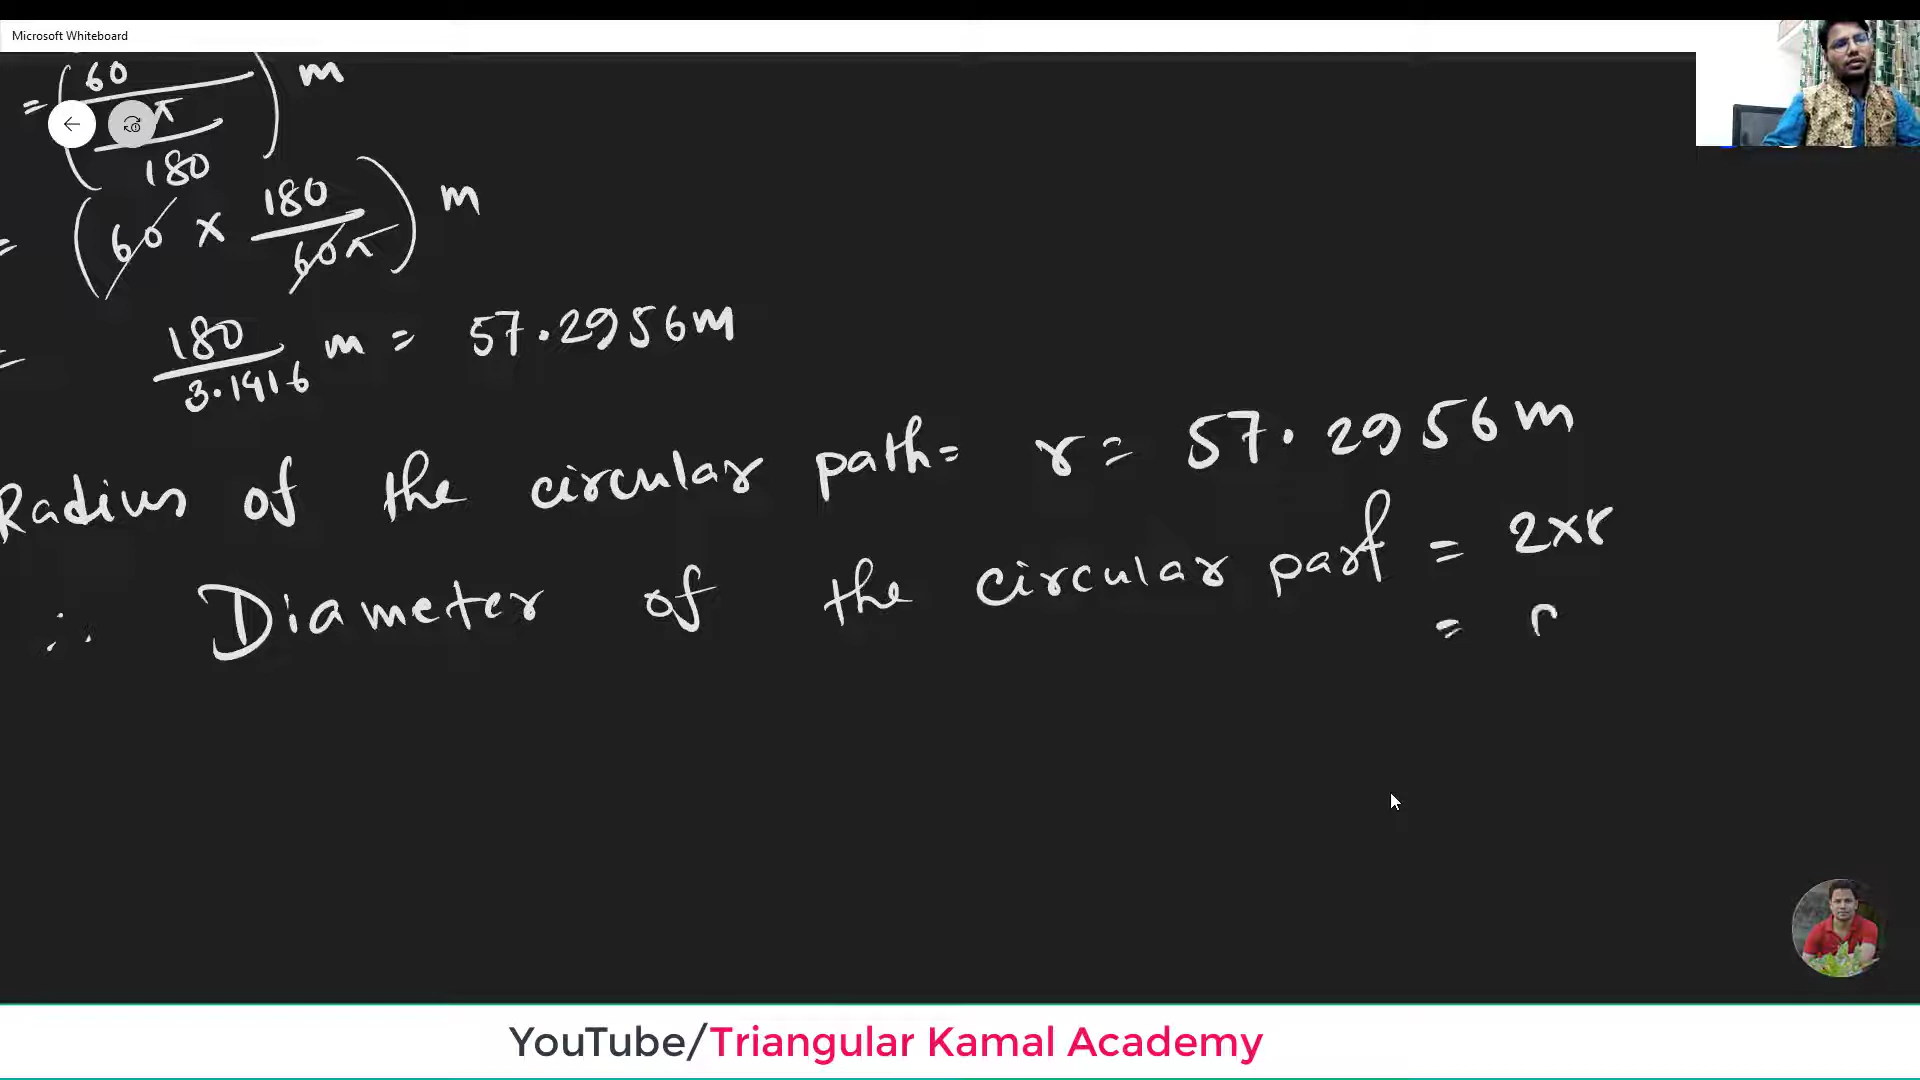 Microsoft Whiteboard
= ( 60
π
180 ) m
= ( 60 × 180
60π ) m
= 180
3.1416 m = 57.2956m
Radius of the circular path= r= 57.2956m
∴ Diameter of the circular part = 2×r
=
YouTube/Triangular Kamal Academy